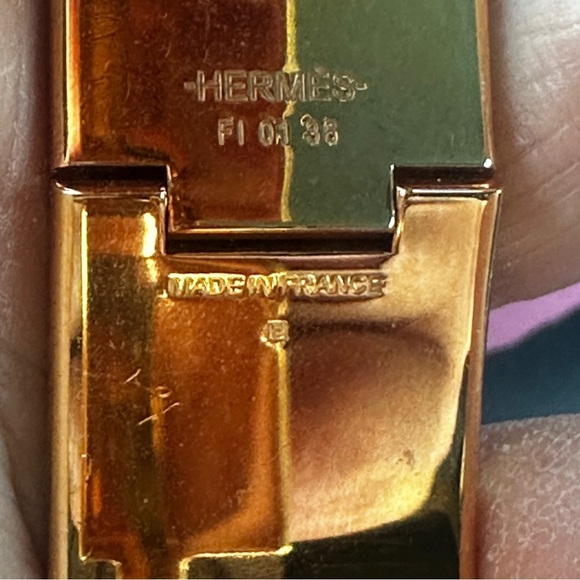 -HERMÈS-
FI 01 38
MADE IN FRANCE
E